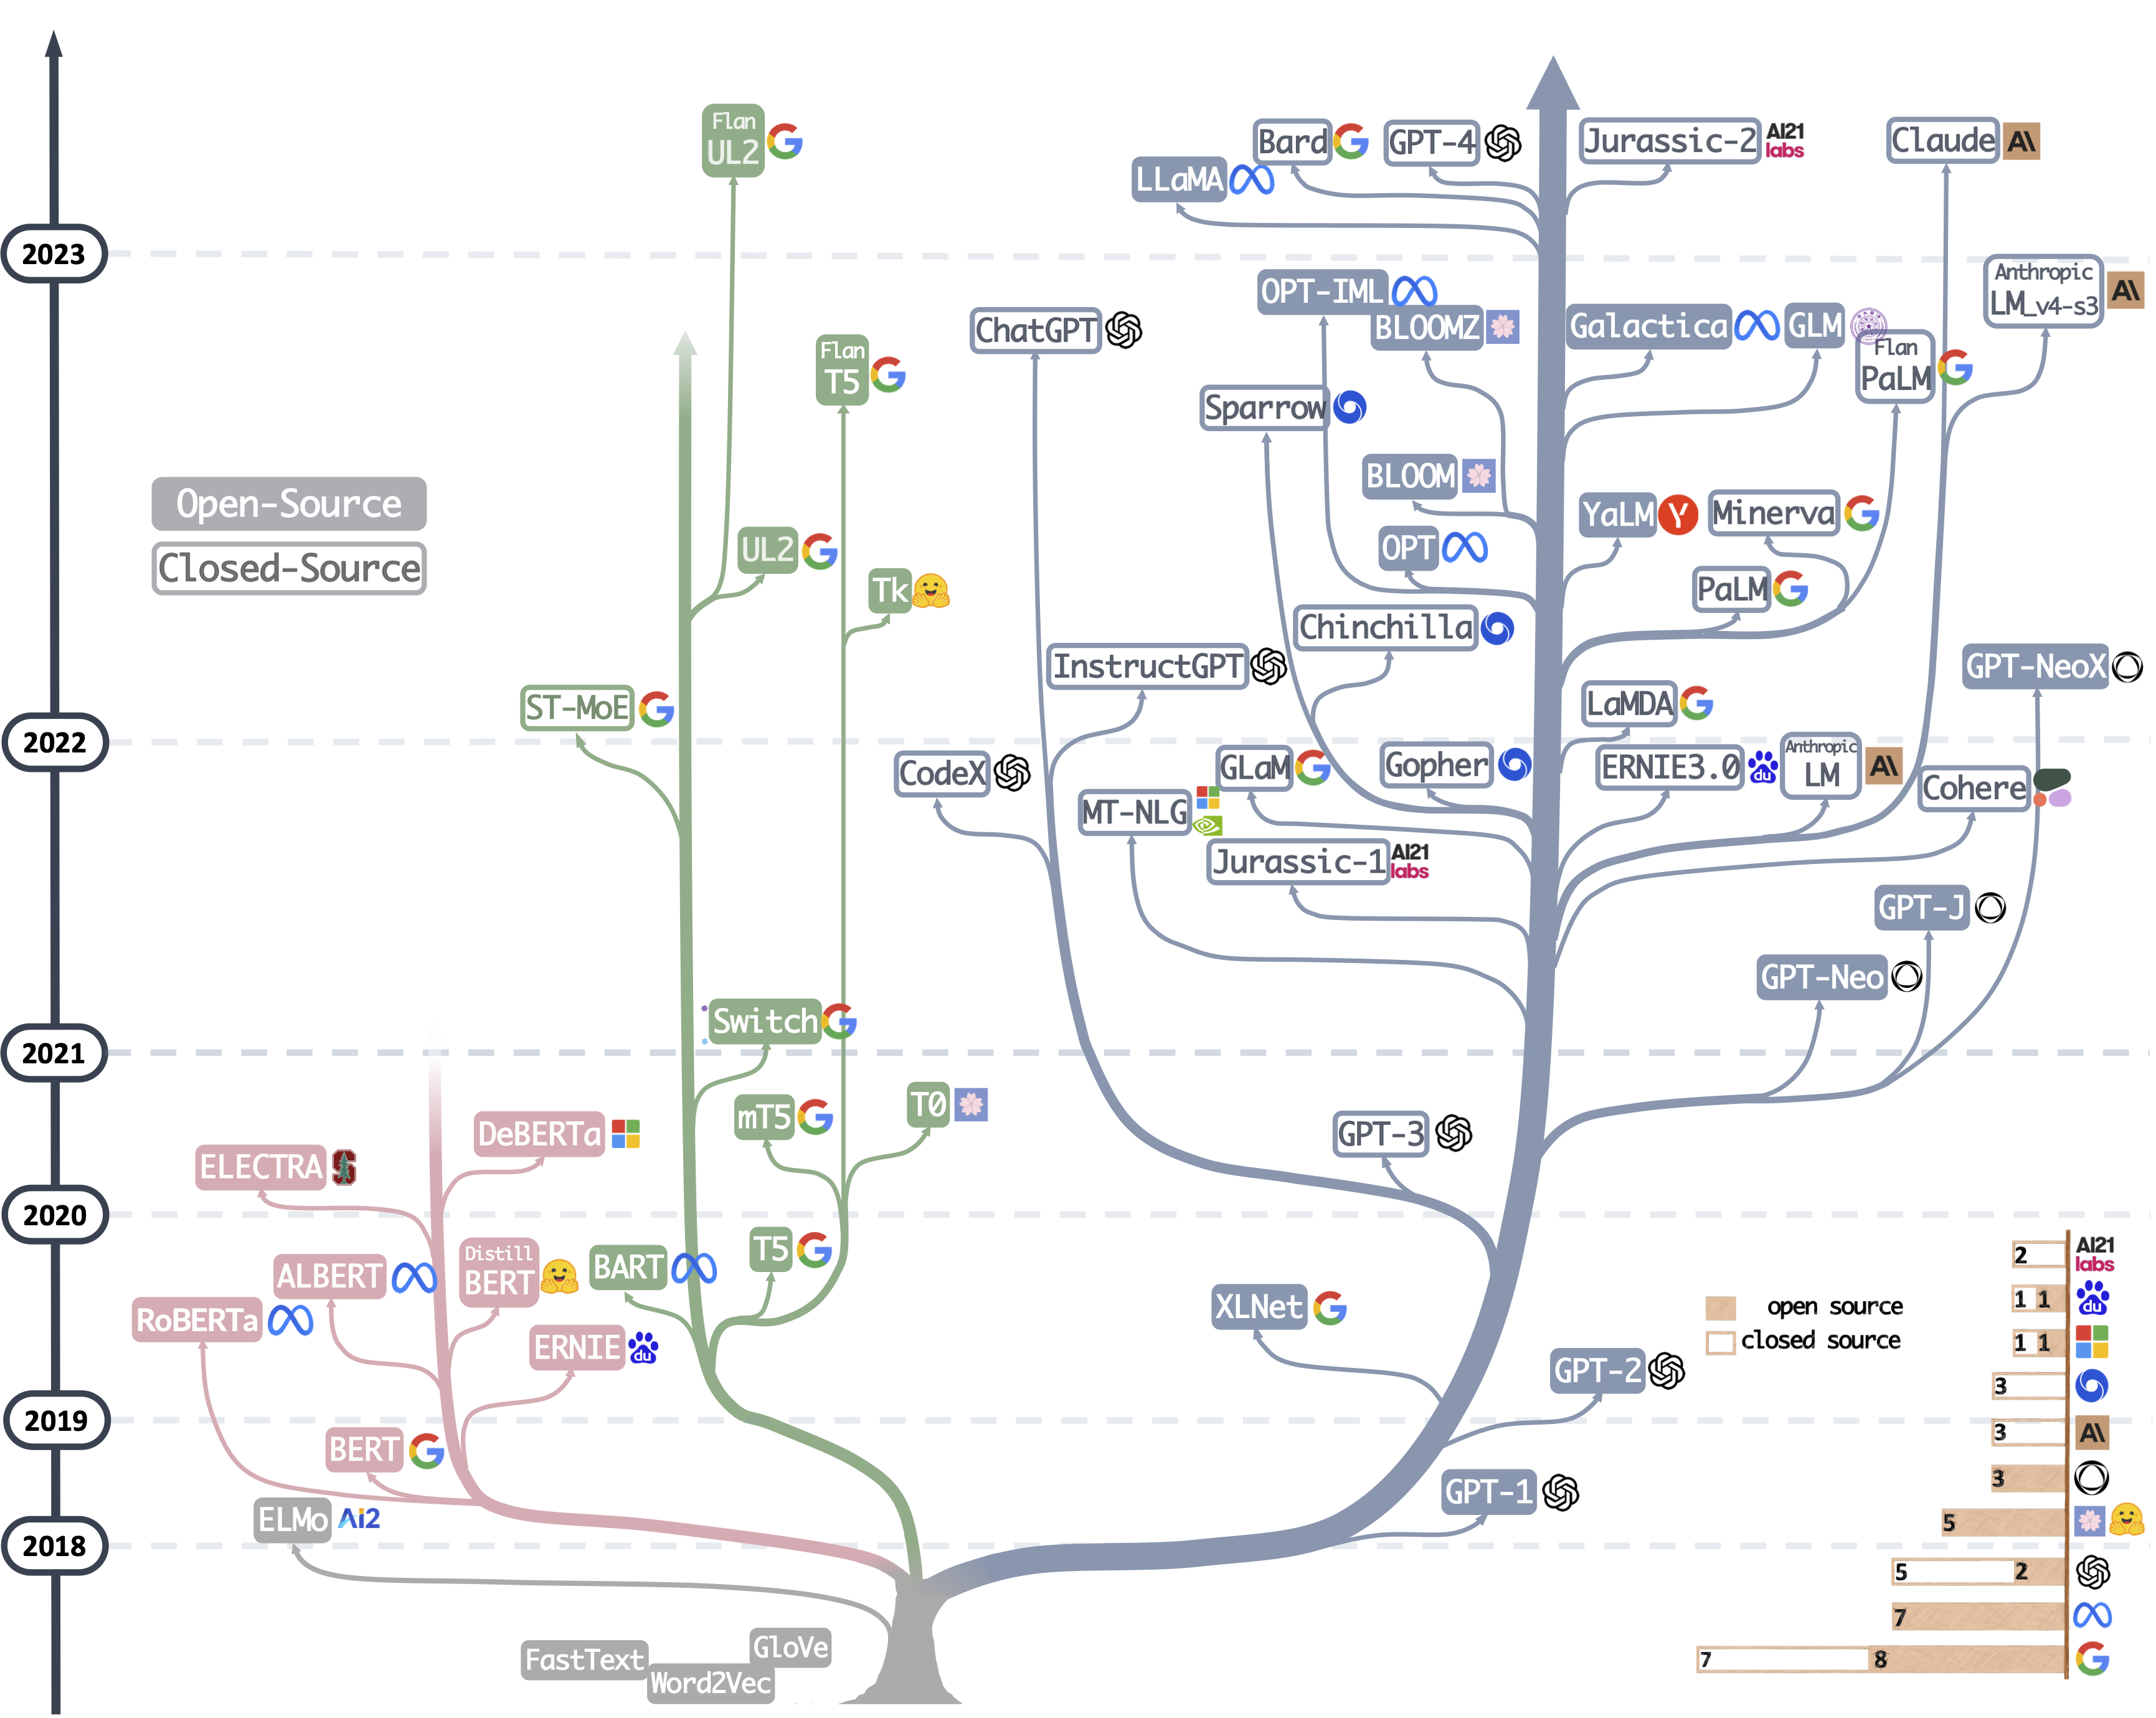 Flan
UL2
Bard
GPT-4
Jurassic-2
AI21
labs
Claude
A\
LLaMA
2023
OPT-IML
BLOOMZ
Galactica
GLM
Anthropic
LM_v4-s3
A\
ChatGPT
Flan
T5
Flan
PaLM
Sparrow
Open-Source
Closed-Source
BLOOM
YaLM
Y
Minerva
UL2
OPT
Tk
PaLM
Chinchilla
InstructGPT
GPT-NeoX
ST-MoE
LaMDA
2022
CodeX
GLaM
Gopher
ERNIE3.0
du
Anthropic
LM
A\
Cohere
MT-NLG
Jurassic-1
AI21
labs
GPT-J
GPT-Neo
Switch
2021
mT5
T0
DeBERTa
GPT-3
ELECTRA
2020
T5
Distill
BERT
BART
ALBERT
RoBERTa
ERNIE
du
XLNet
GPT-2
2019
BERT
GPT-1
ELMo
Ai2
2018
GloVe
FastText
Word2Vec
open source
closed source
2
AI21
labs
1 1
du
1 1
3
3
A\
3
5
5 2
7
7 8